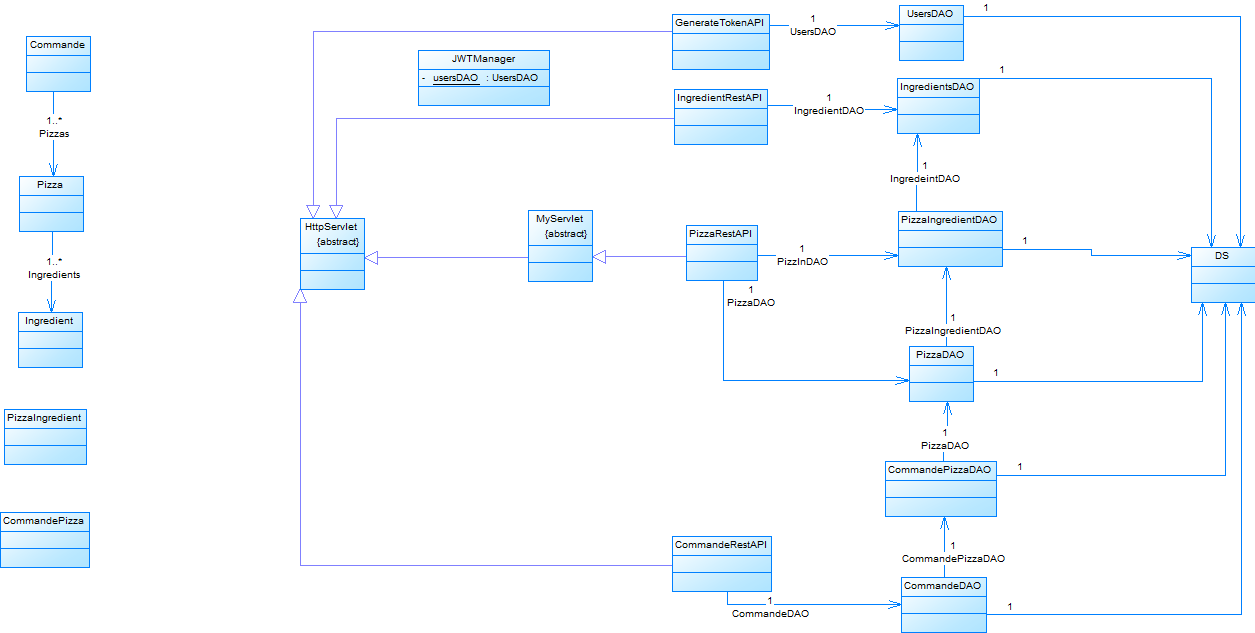 Commande
1..*
Pizzas
Pizza
1..*
Ingredients
Ingredient
PizzaIngredient
CommandePizza
JWTManager
- usersDAO : UsersDAO
HttpServlet
{abstract}
MyServlet
{abstract}
GenerateTokenAPI
1
UsersDAO
UsersDAO
1
IngredientRestAPI
1
IngredientDAO
IngredientsDAO
1
1
IngredeintDAO
PizzaRestAPI
1
PizzInDAO
PizzaIngredientDAO
1
DS
1
PizzaDAO
1
PizzaIngredientDAO
PizzaDAO
1
1
PizzaDAO
CommandePizzaDAO
1
1
CommandePizzaDAO
CommandeRestAPI
1
CommandeDAO
CommandeDAO
1